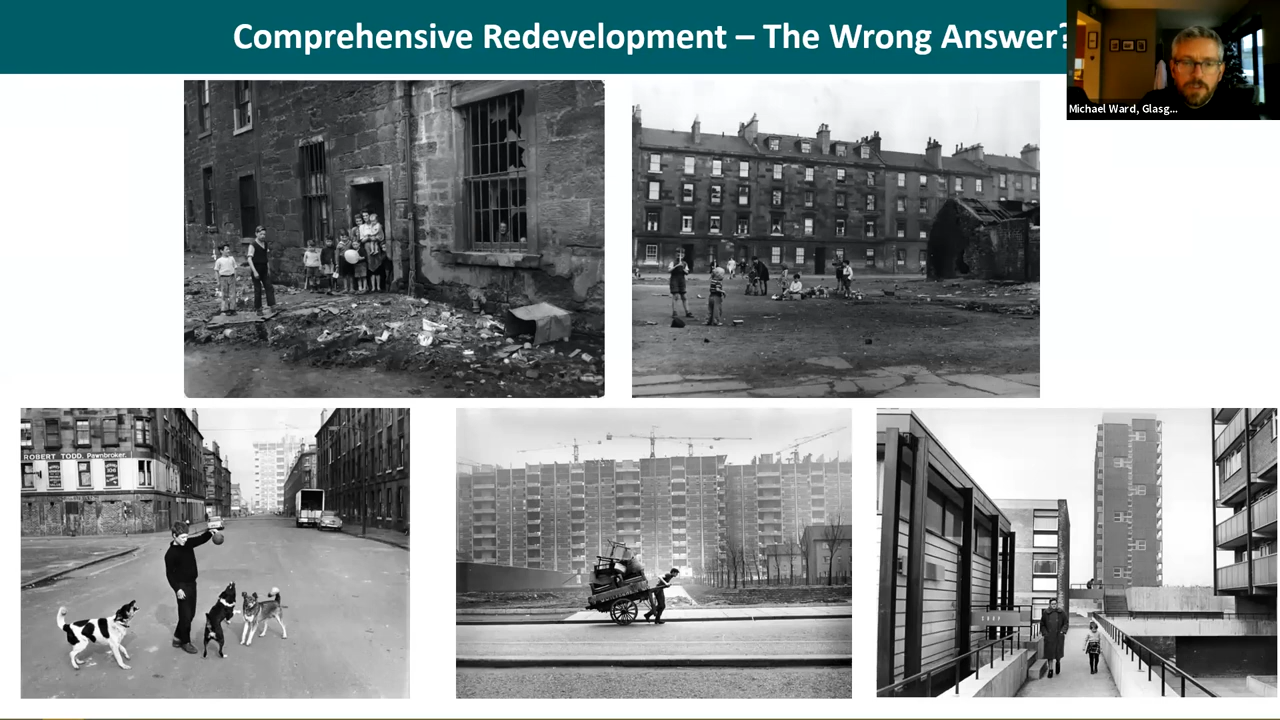 Comprehensive Redevelopment – The Wrong Answer?
Michael Ward, Glasg...
ROBERT TODD. Pawnbroker.